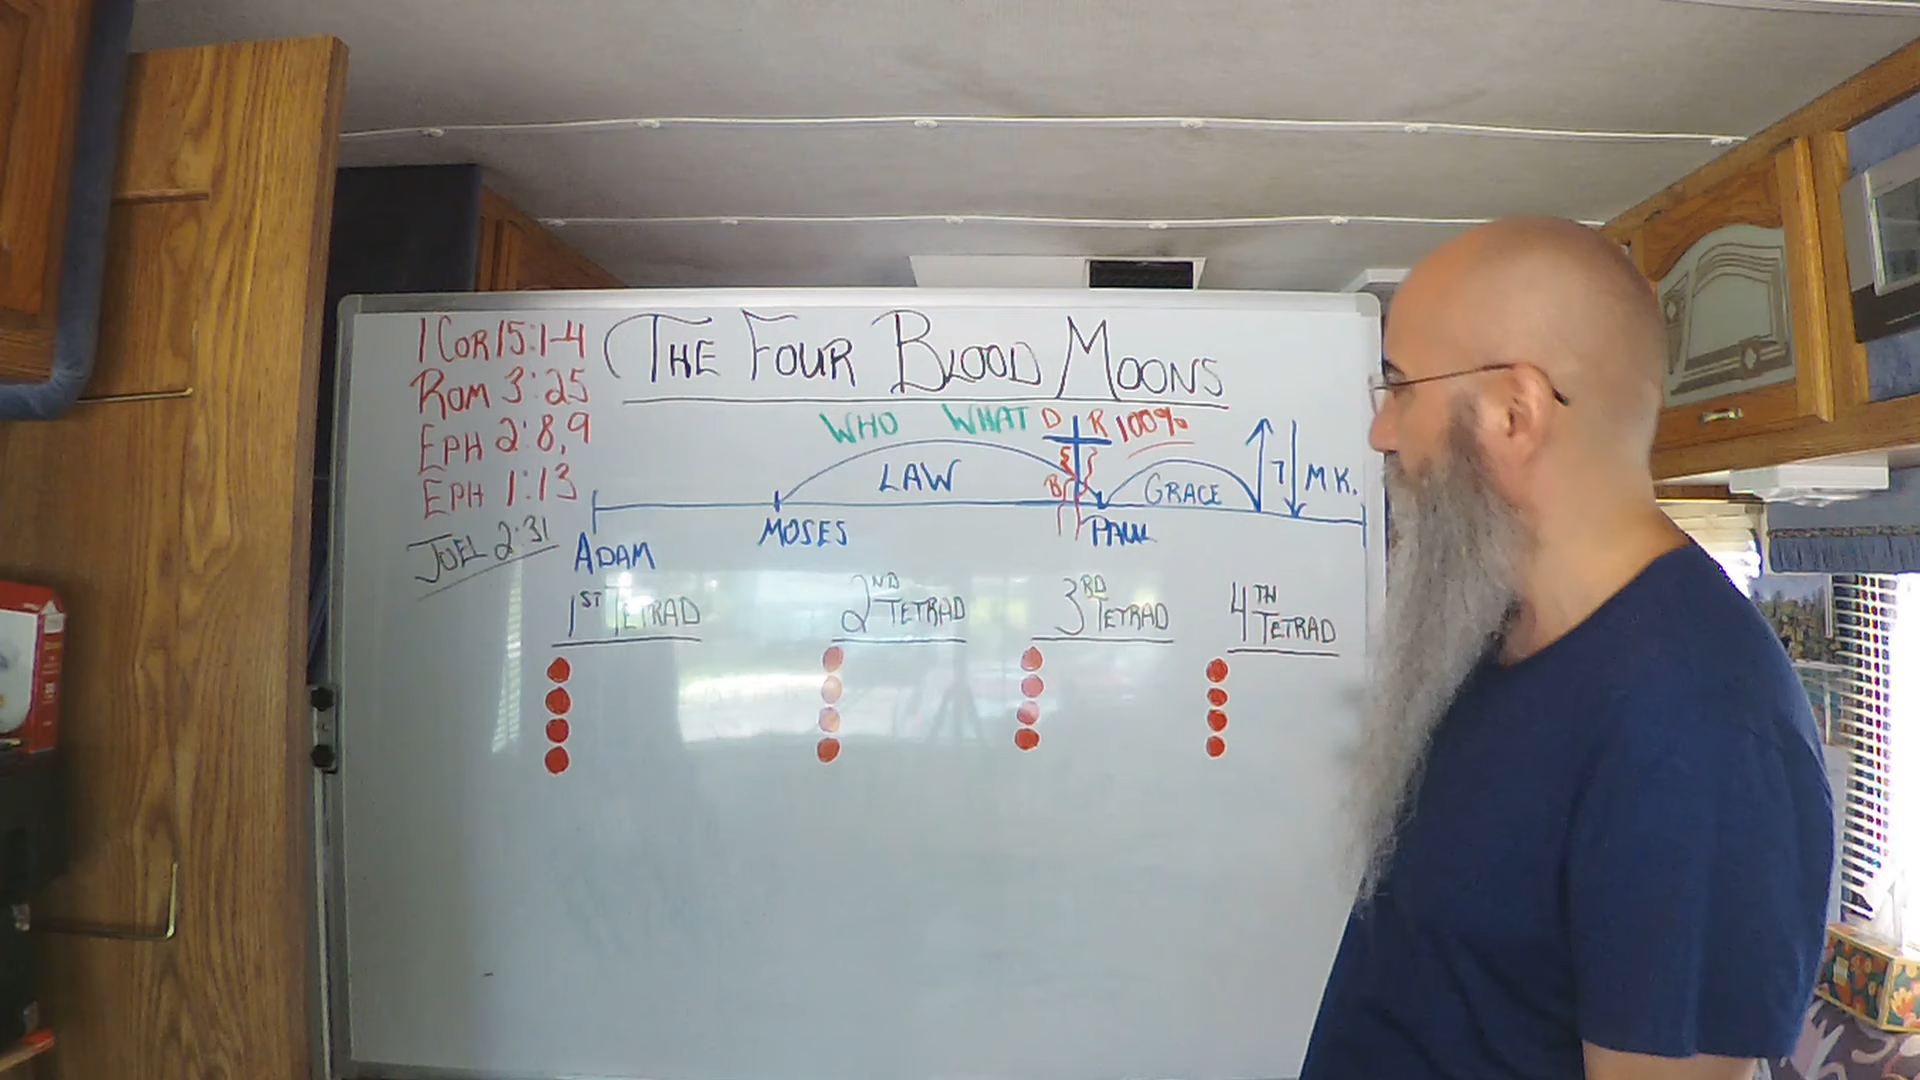 THE FOUR BLOOD MOONS
1 COR 15:1-4
ROM 3:25
EPH 2:8,9
EPH 1:13
JOEL 2:31
WHO WHAT D R 100%
LAW B GRACE 7 M K.
ADAM MOSES PAUL
1ST TETRAD
2ND TETRAD
3RD TETRAD
4TH TETRAD